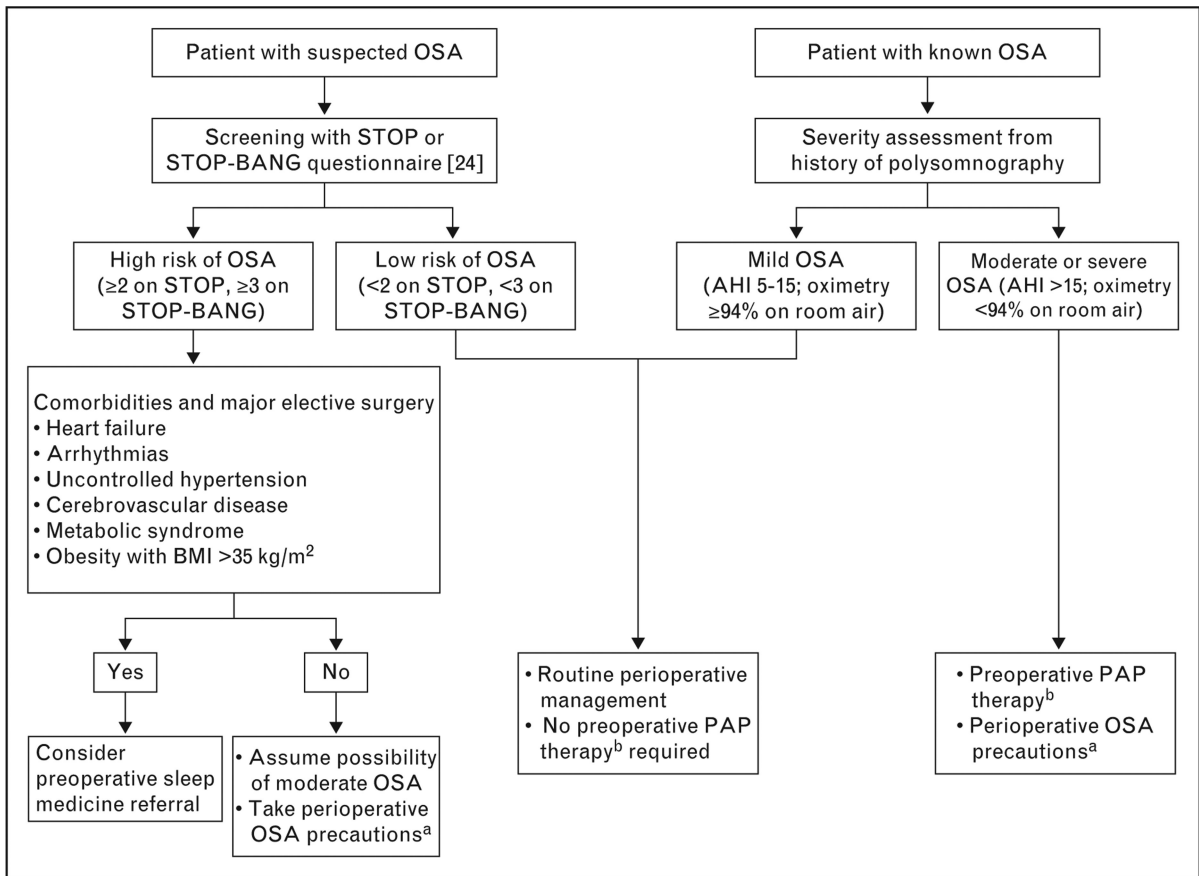 Patient with suspected OSA
Patient with known OSA
Screening with STOP or
STOP-BANG questionnaire [24]
Severity assessment from
history of polysomnography
High risk of OSA
(≥2 on STOP, ≥3 on
STOP-BANG)
Low risk of OSA
(<2 on STOP, <3 on
STOP-BANG)
Mild OSA
(AHI 5-15; oximetry
≥94% on room air)
Moderate or severe
OSA (AHI >15; oximetry
<94% on room air)
Comorbidities and major elective surgery
• Heart failure
• Arrhythmias
• Uncontrolled hypertension
• Cerebrovascular disease
• Metabolic syndrome
• Obesity with BMI >35 kg/m²
Yes
No
Consider
preoperative sleep
medicine referral
• Assume possibility
of moderate OSA
• Take perioperative
OSA precautionsᵃ
• Routine perioperative
management
• No preoperative PAP
therapyᵇ required
• Preoperative PAP
therapyᵇ
• Perioperative OSA
precautionsᵃ